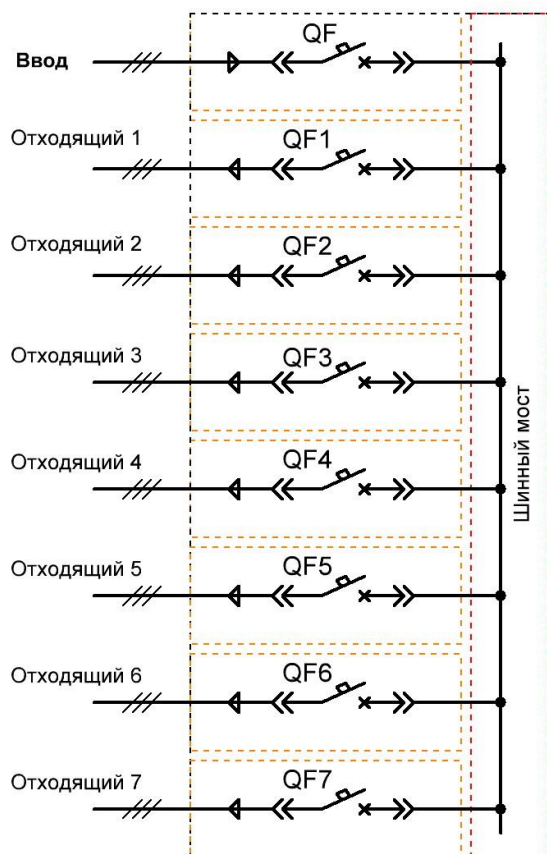 QF
Ввод
Отходящий 1
QF1
Отходящий 2
QF2
Отходящий 3
QF3
Отходящий 4
QF4
Отходящий 5
QF5
Отходящий 6
QF6
Отходящий 7
QF7
Шинный мост